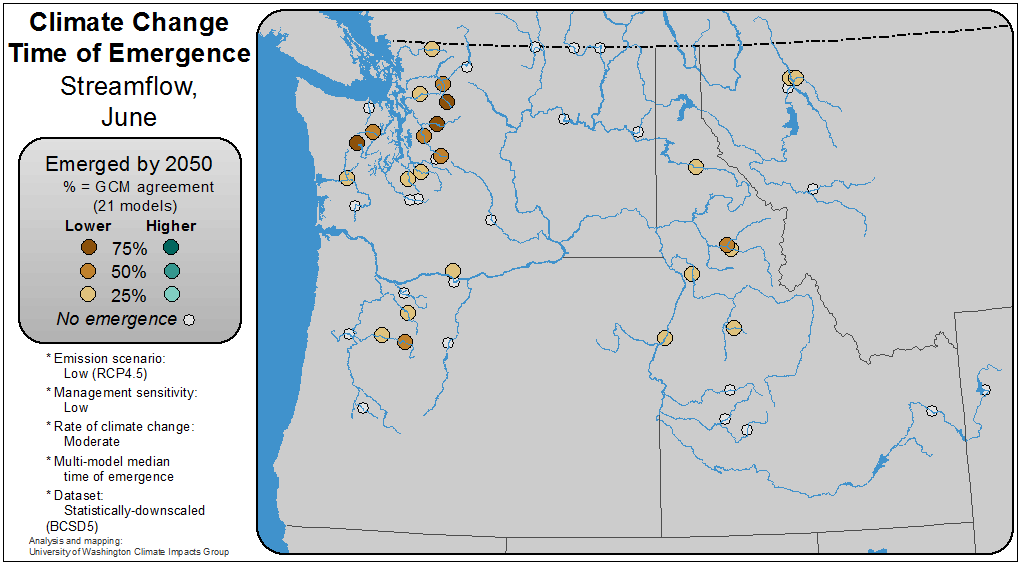 Climate Change
Time of Emergence
Streamflow,
June
Emerged by 2050
% = GCM agreement
(21 models)
Lower Higher
75%
50%
25%
No emergence
* Emission scenario:
Low (RCP4.5)
* Management sensitivity:
Low
* Rate of climate change:
Moderate
* Multi-model median
time of emergence
* Dataset:
Statistically-downscaled
(BCSD5)
Analysis and mapping:
University of Washington Climate Impacts Group